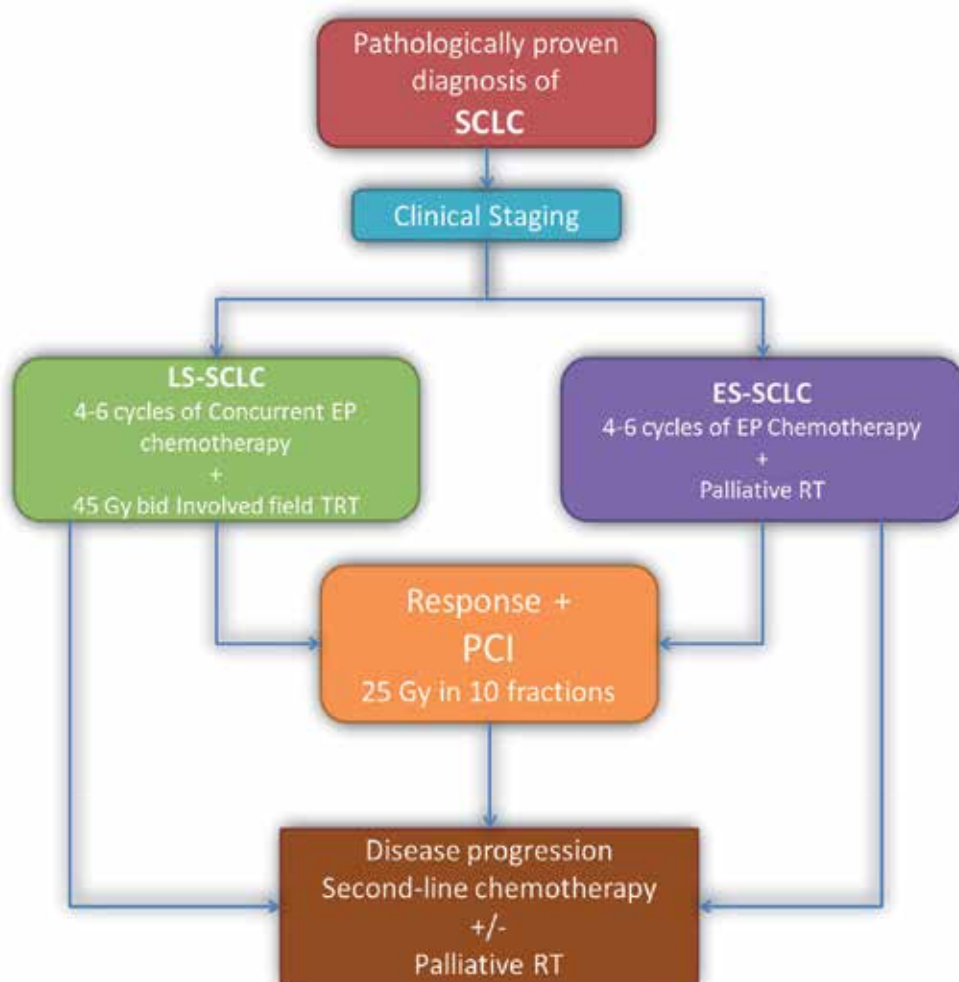 Pathologically proven
diagnosis of
SCLC
Clinical Staging
LS-SCLC
4-6 cycles of Concurrent EP
chemotherapy
+
45 Gy bid Involved field TRT
ES-SCLC
4-6 cycles of EP Chemotherapy
+
Palliative RT
Response +
PCI
25 Gy in 10 fractions
Disease progression
Second-line chemotherapy
+/-
Palliative RT